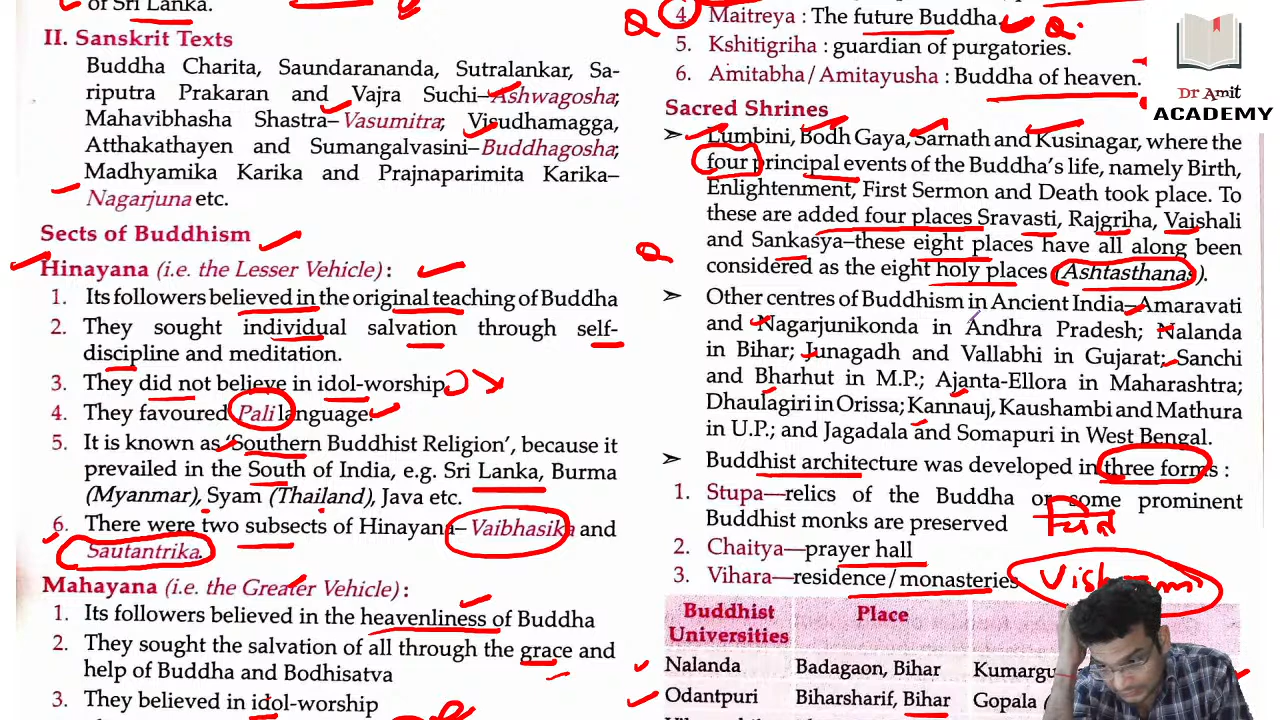 of Sri Lanka.
II. Sanskrit Texts
Buddha Charita, Saundarananda, Sutralankar, Sa-
riputra Prakaran and Vajra Suchi–Ashwagosha;
Mahavibhasha Shastra–Vasumitra; Visudhamagga,
Atthakathayen and Sumangalvasini–Buddhagosha;
Madhyamika Karika and Prajnaparimita Karika–
Nagarjuna etc.
Sects of Buddhism
Hinayana (i.e. the Lesser Vehicle) :
1. Its followers believed in the original teaching of Buddha
2. They sought individual salvation through self-
discipline and meditation.
3. They did not believe in idol-worship
4. They favoured Pali language.
5. It is known as 'Southern Buddhist Religion', because it
prevailed in the South of India, e.g. Sri Lanka, Burma
(Myanmar), Syam (Thailand), Java etc.
6. There were two subsects of Hinayana–Vaibhasika and
Sautantrika.
Mahayana (i.e. the Greater Vehicle) :
1. Its followers believed in the heavenliness of Buddha
2. They sought the salvation of all through the grace and
help of Buddha and Bodhisatva
3. They believed in idol-worship
Q 4. Maitreya : The future Buddha. Q.
5. Kshitigriha : guardian of purgatories.
6. Amitabha/Amitayusha : Buddha of heaven.
Sacred Shrines
➤ Lumbini, Bodh Gaya, Sarnath and Kusinagar, where the
four principal events of the Buddha's life, namely Birth,
Enlightenment, First Sermon and Death took place. To
these are added four places Sravasti, Rajgriha, Vaishali
Q and Sankasya–these eight places have all along been
considered as the eight holy places (Ashtasthanas).
➤ Other centres of Buddhism in Ancient India–Amaravati
and Nagarjunikonda in Andhra Pradesh; Nalanda
in Bihar; Junagadh and Vallabhi in Gujarat; Sanchi
and Bharhut in M.P.; Ajanta-Ellora in Maharashtra;
Dhaulagiri in Orissa; Kannauj, Kaushambi and Mathura
in U.P.; and Jagadala and Somapuri in West Bengal.
➤ Buddhist architecture was developed in three forms :
1. Stupa—relics of the Buddha or some prominent
Buddhist monks are preserved
2. Chaitya—prayer hall
3. Vihara—residence/monasteries
Buddhist Universities Place
Nalanda Badagaon, Bihar Kumargu
Odantpuri Biharsharif, Bihar Gopala (
Dr Amit
ACADEMY